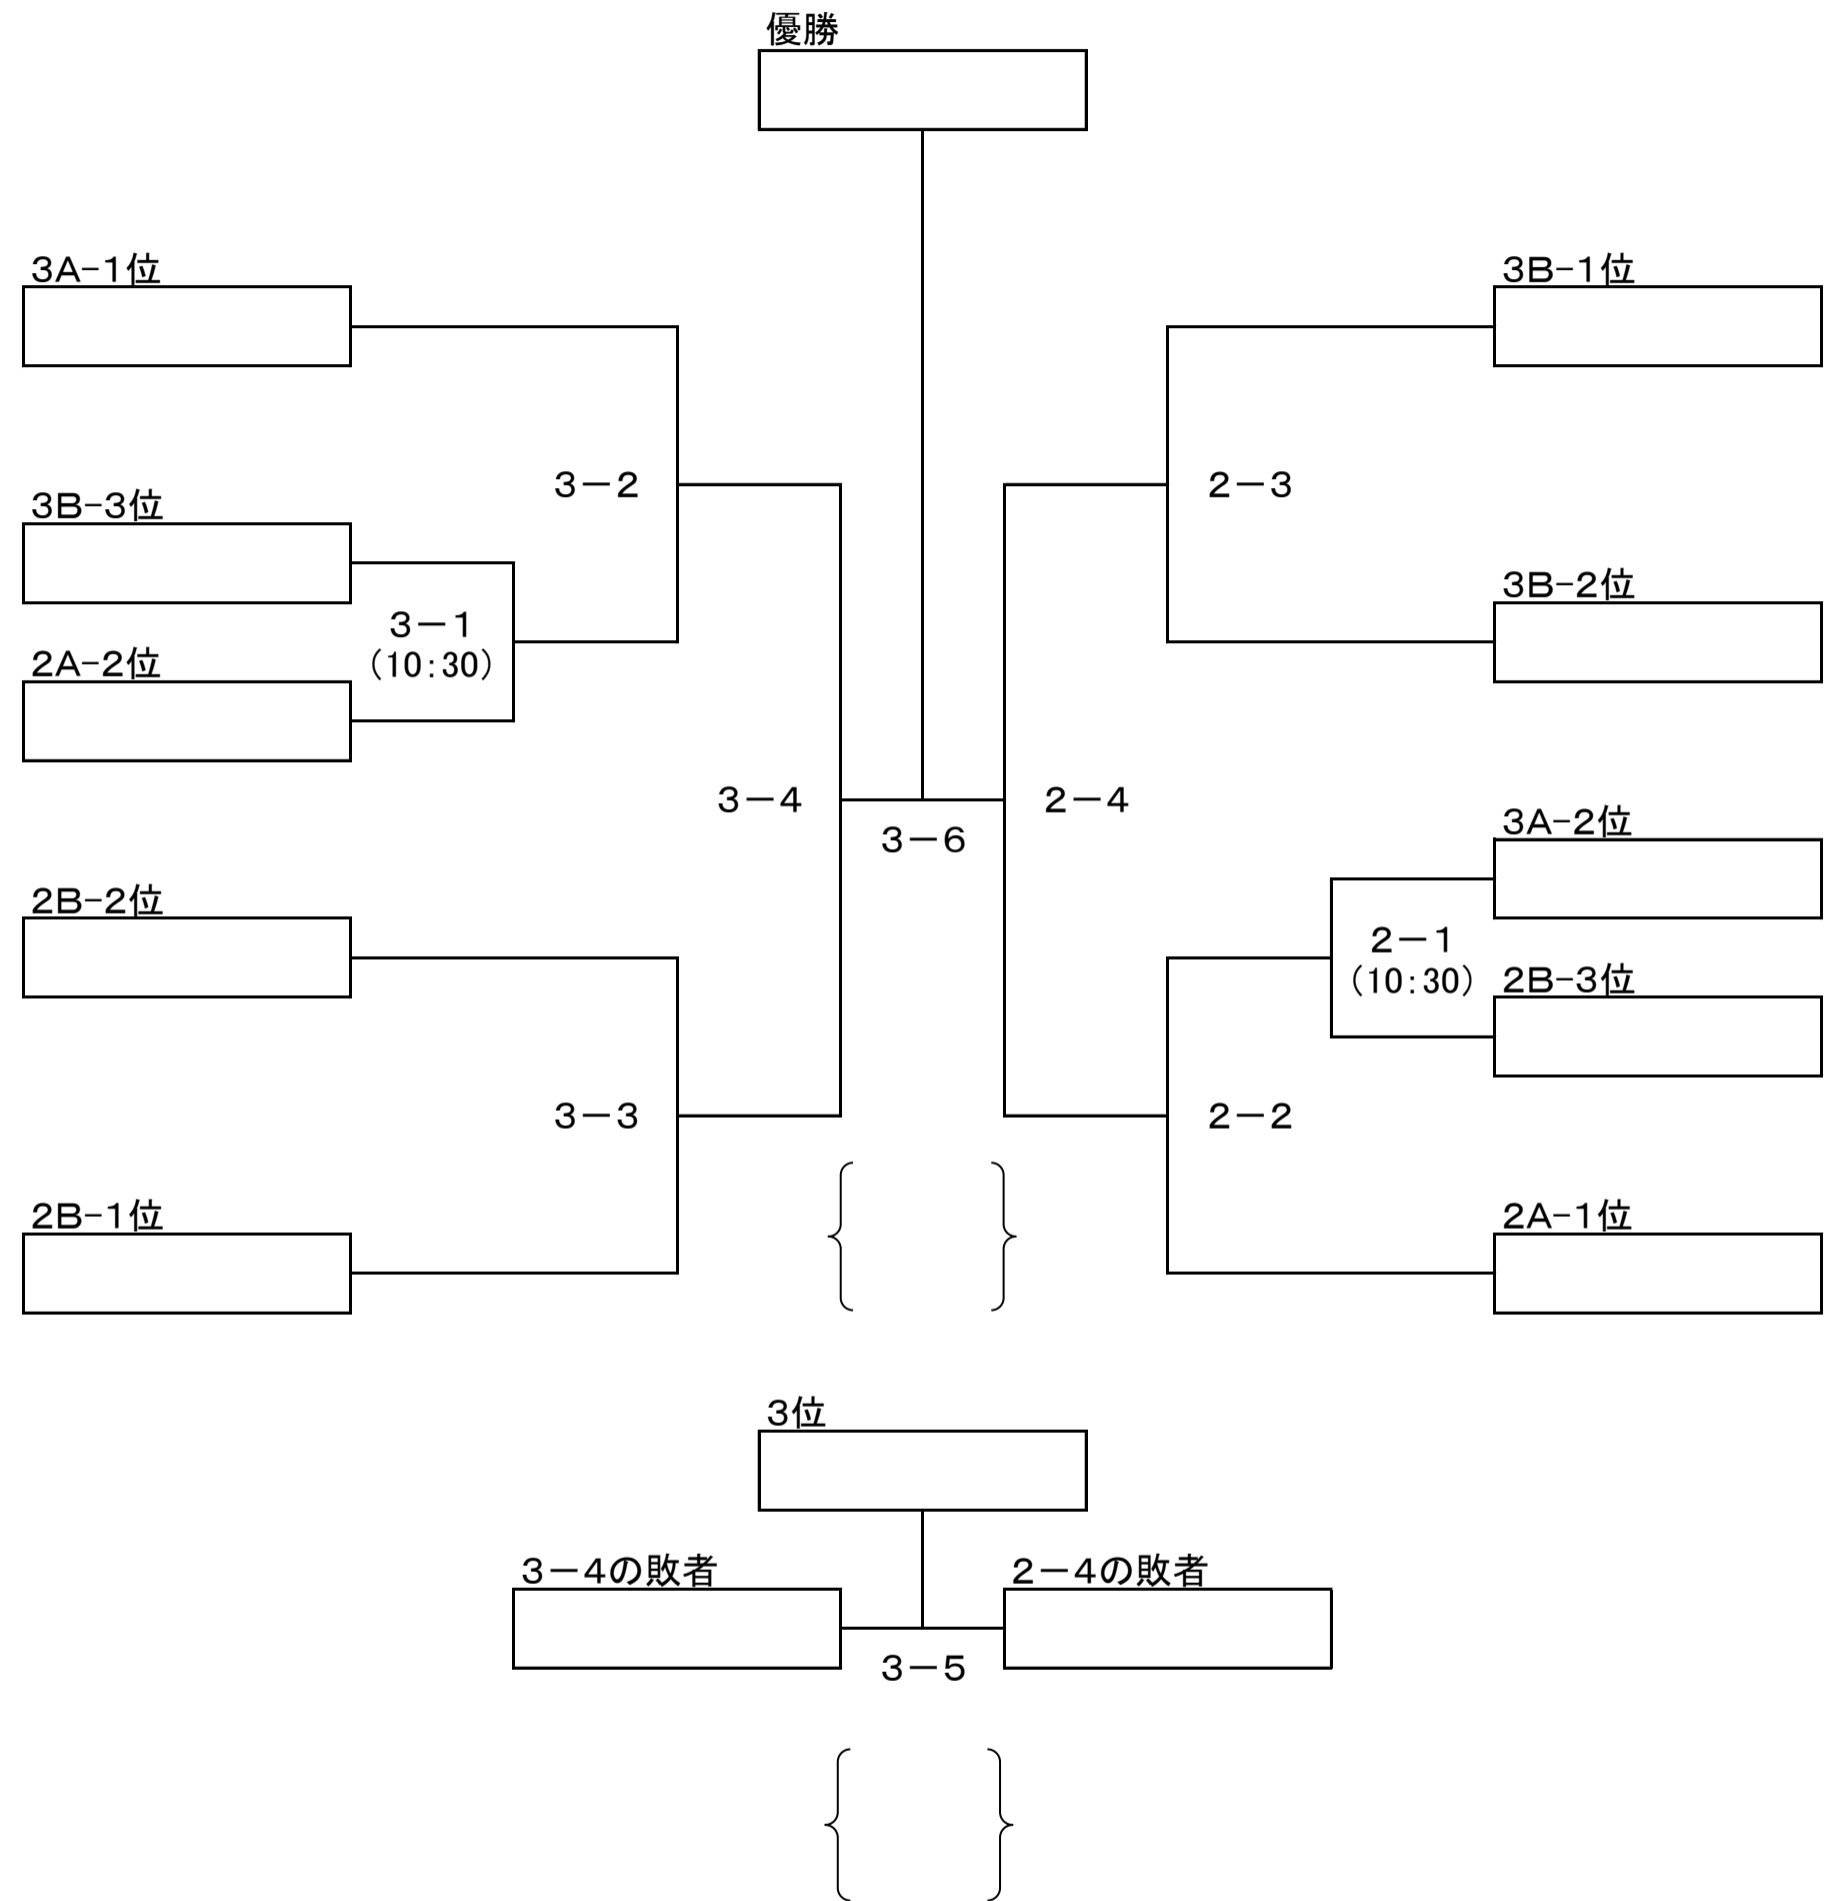 優勝
3A-1位
3B-1位
3B-3位
3－2
2－3
3B-2位
3－1
(10:30)
2A-2位
3－4
2－4
3－6
3A-2位
2B-2位
2－1
(10:30)
2B-3位
3－3
2－2
2B-1位
2A-1位
3位
3－4の敗者
2－4の敗者
3－5